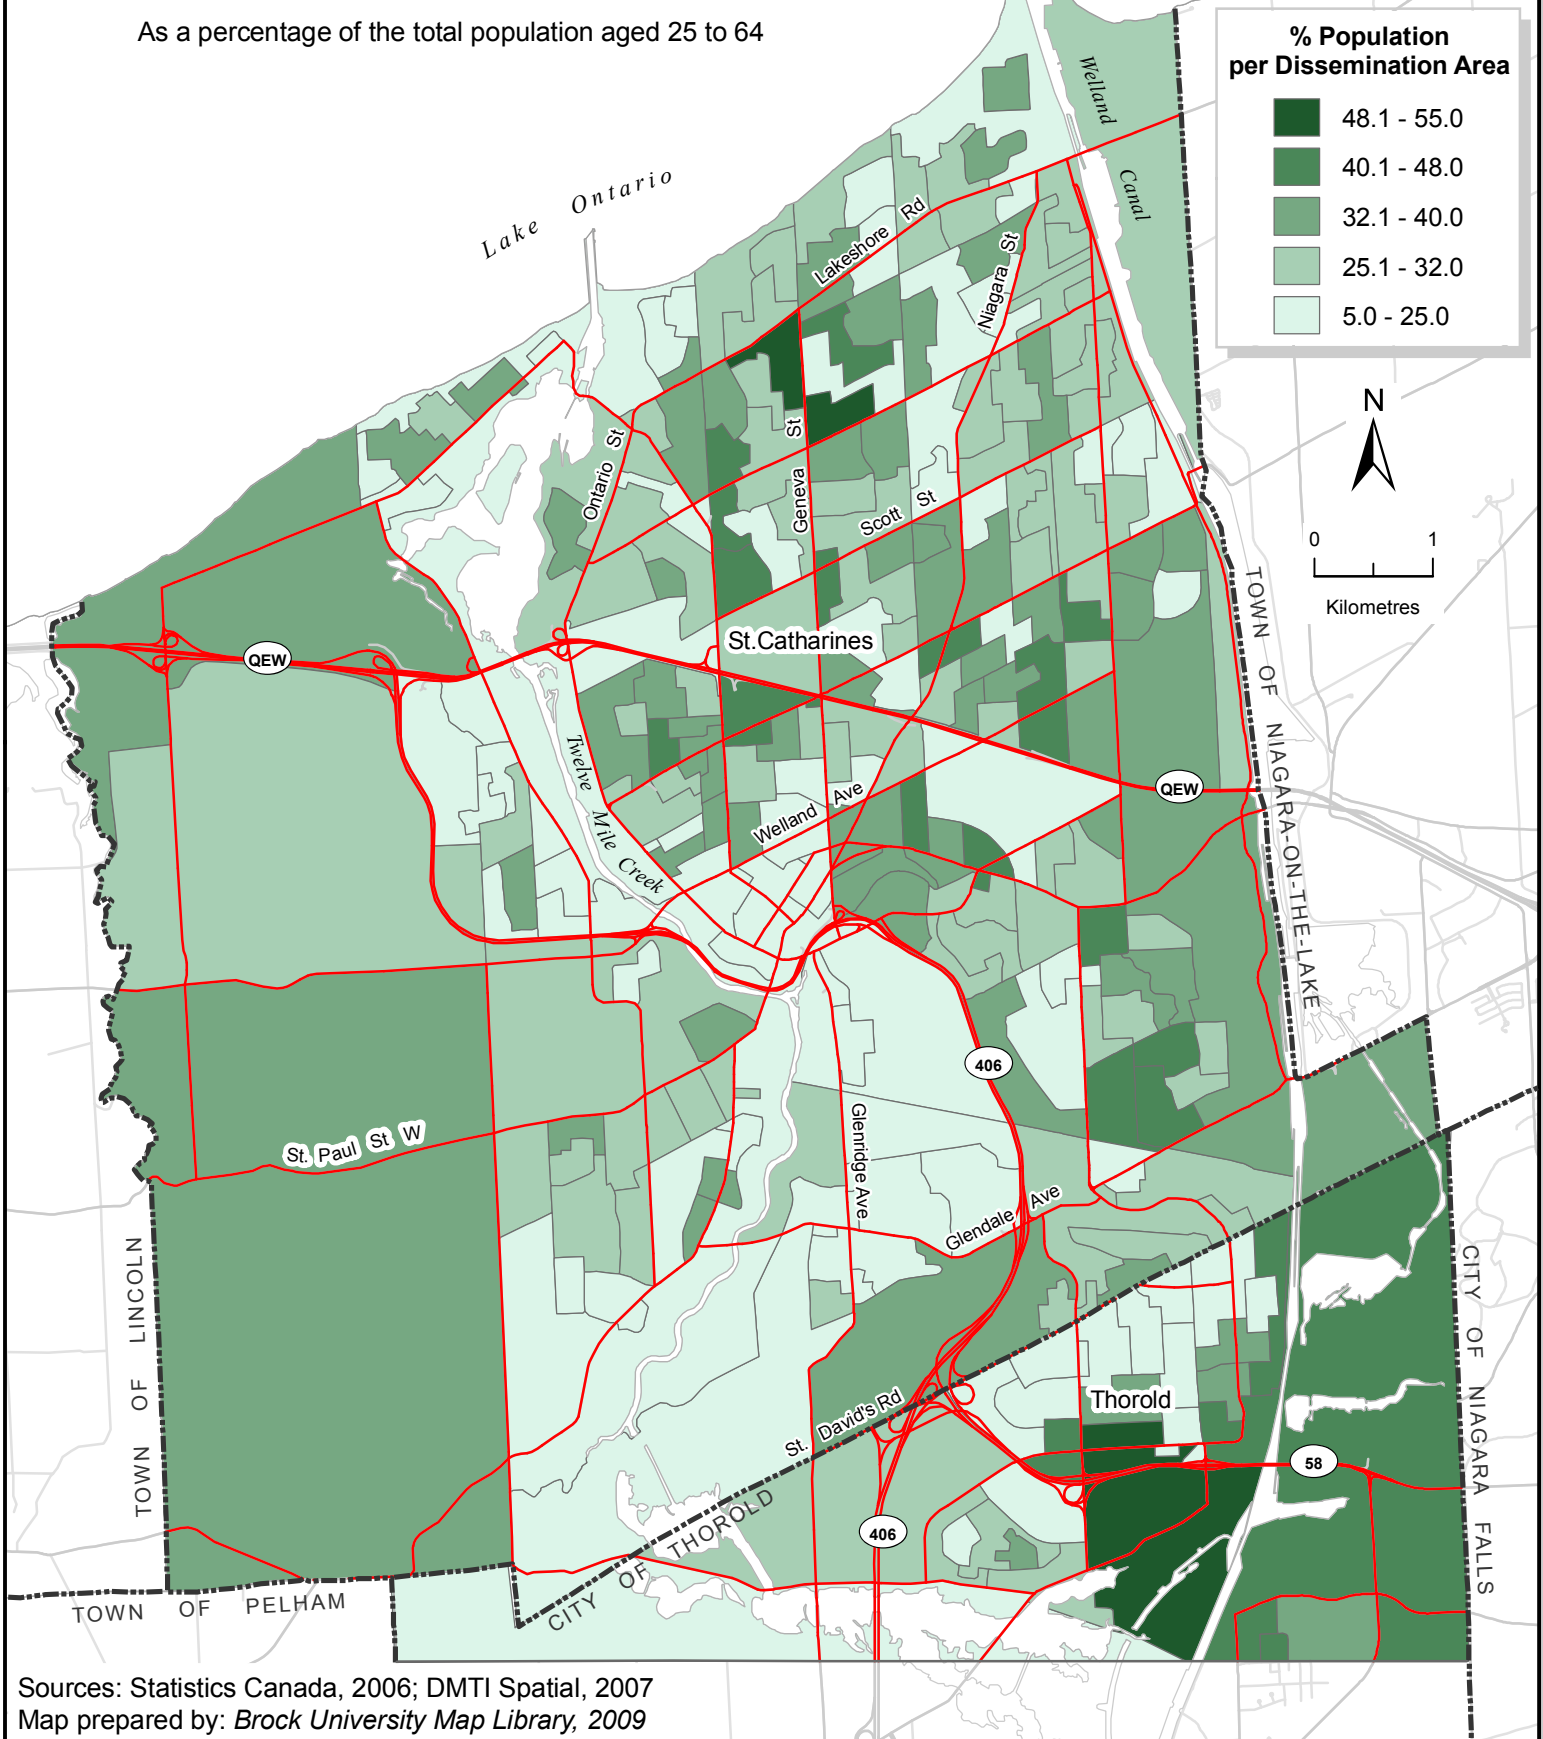 As a percentage of the total population aged 25 to 64
% Population
per Dissemination Area
48.1 - 55.0
40.1 - 48.0
32.1 - 40.0
25.1 - 32.0
5.0 - 25.0
N
0 1
Kilometres
Lake Ontario
Welland Canal
Lakeshore Rd
Niagara St
Ontario St
Geneva St
Scott St
St.Catharines
QEW
QEW
Twelve Mile Creek
Welland Ave
TOWN OF NIAGARA-ON-THE-LAKE
406
St. Paul St W
Glenridge Ave
Glendale Ave
TOWN OF LINCOLN
CITY OF NIAGARA FALLS
Thorold
St. David's Rd
58
406
CITY OF THOROLD
TOWN OF PELHAM
Sources: Statistics Canada, 2006; DMTI Spatial, 2007
Map prepared by: Brock University Map Library, 2009